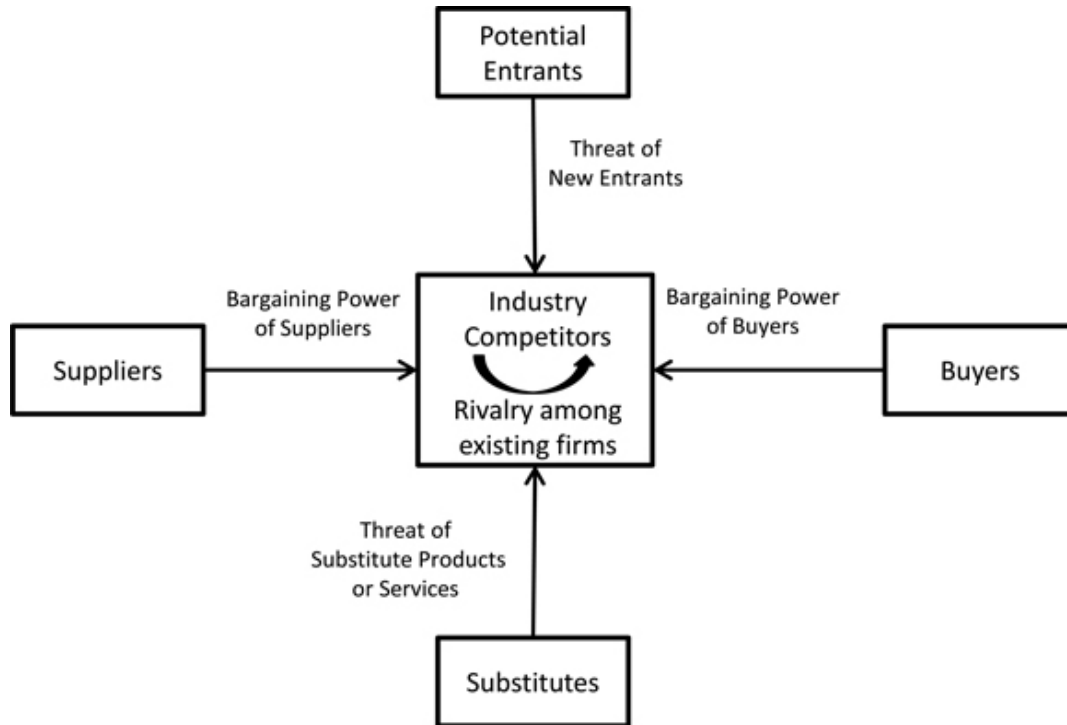 Potential
Entrants
Threat of
New Entrants
Industry
Competitors
Rivalry among
existing firms
Bargaining Power
of Suppliers
Suppliers
Bargaining Power
of Buyers
Buyers
Threat of
Substitute Products
or Services
Substitutes